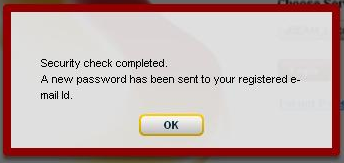 Security check completed.
A new password has been sent to your registered e-
mail Id.
OK